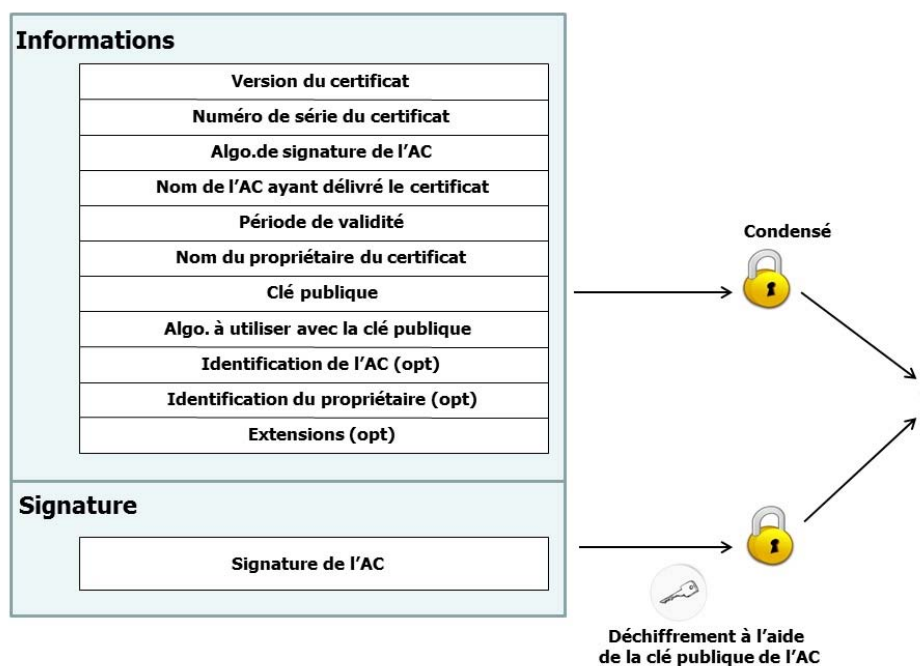 Informations
Version du certificat
Numéro de série du certificat
Algo.de signature de l'AC
Nom de l'AC ayant délivré le certificat
Période de validité
Nom du propriétaire du certificat
Clé publique
Algo. à utiliser avec la clé publique
Identification de l'AC (opt)
Identification du propriétaire (opt)
Extensions (opt)
Condensé
Signature
Signature de l'AC
Déchiffrement à l'aide
de la clé publique de l'AC